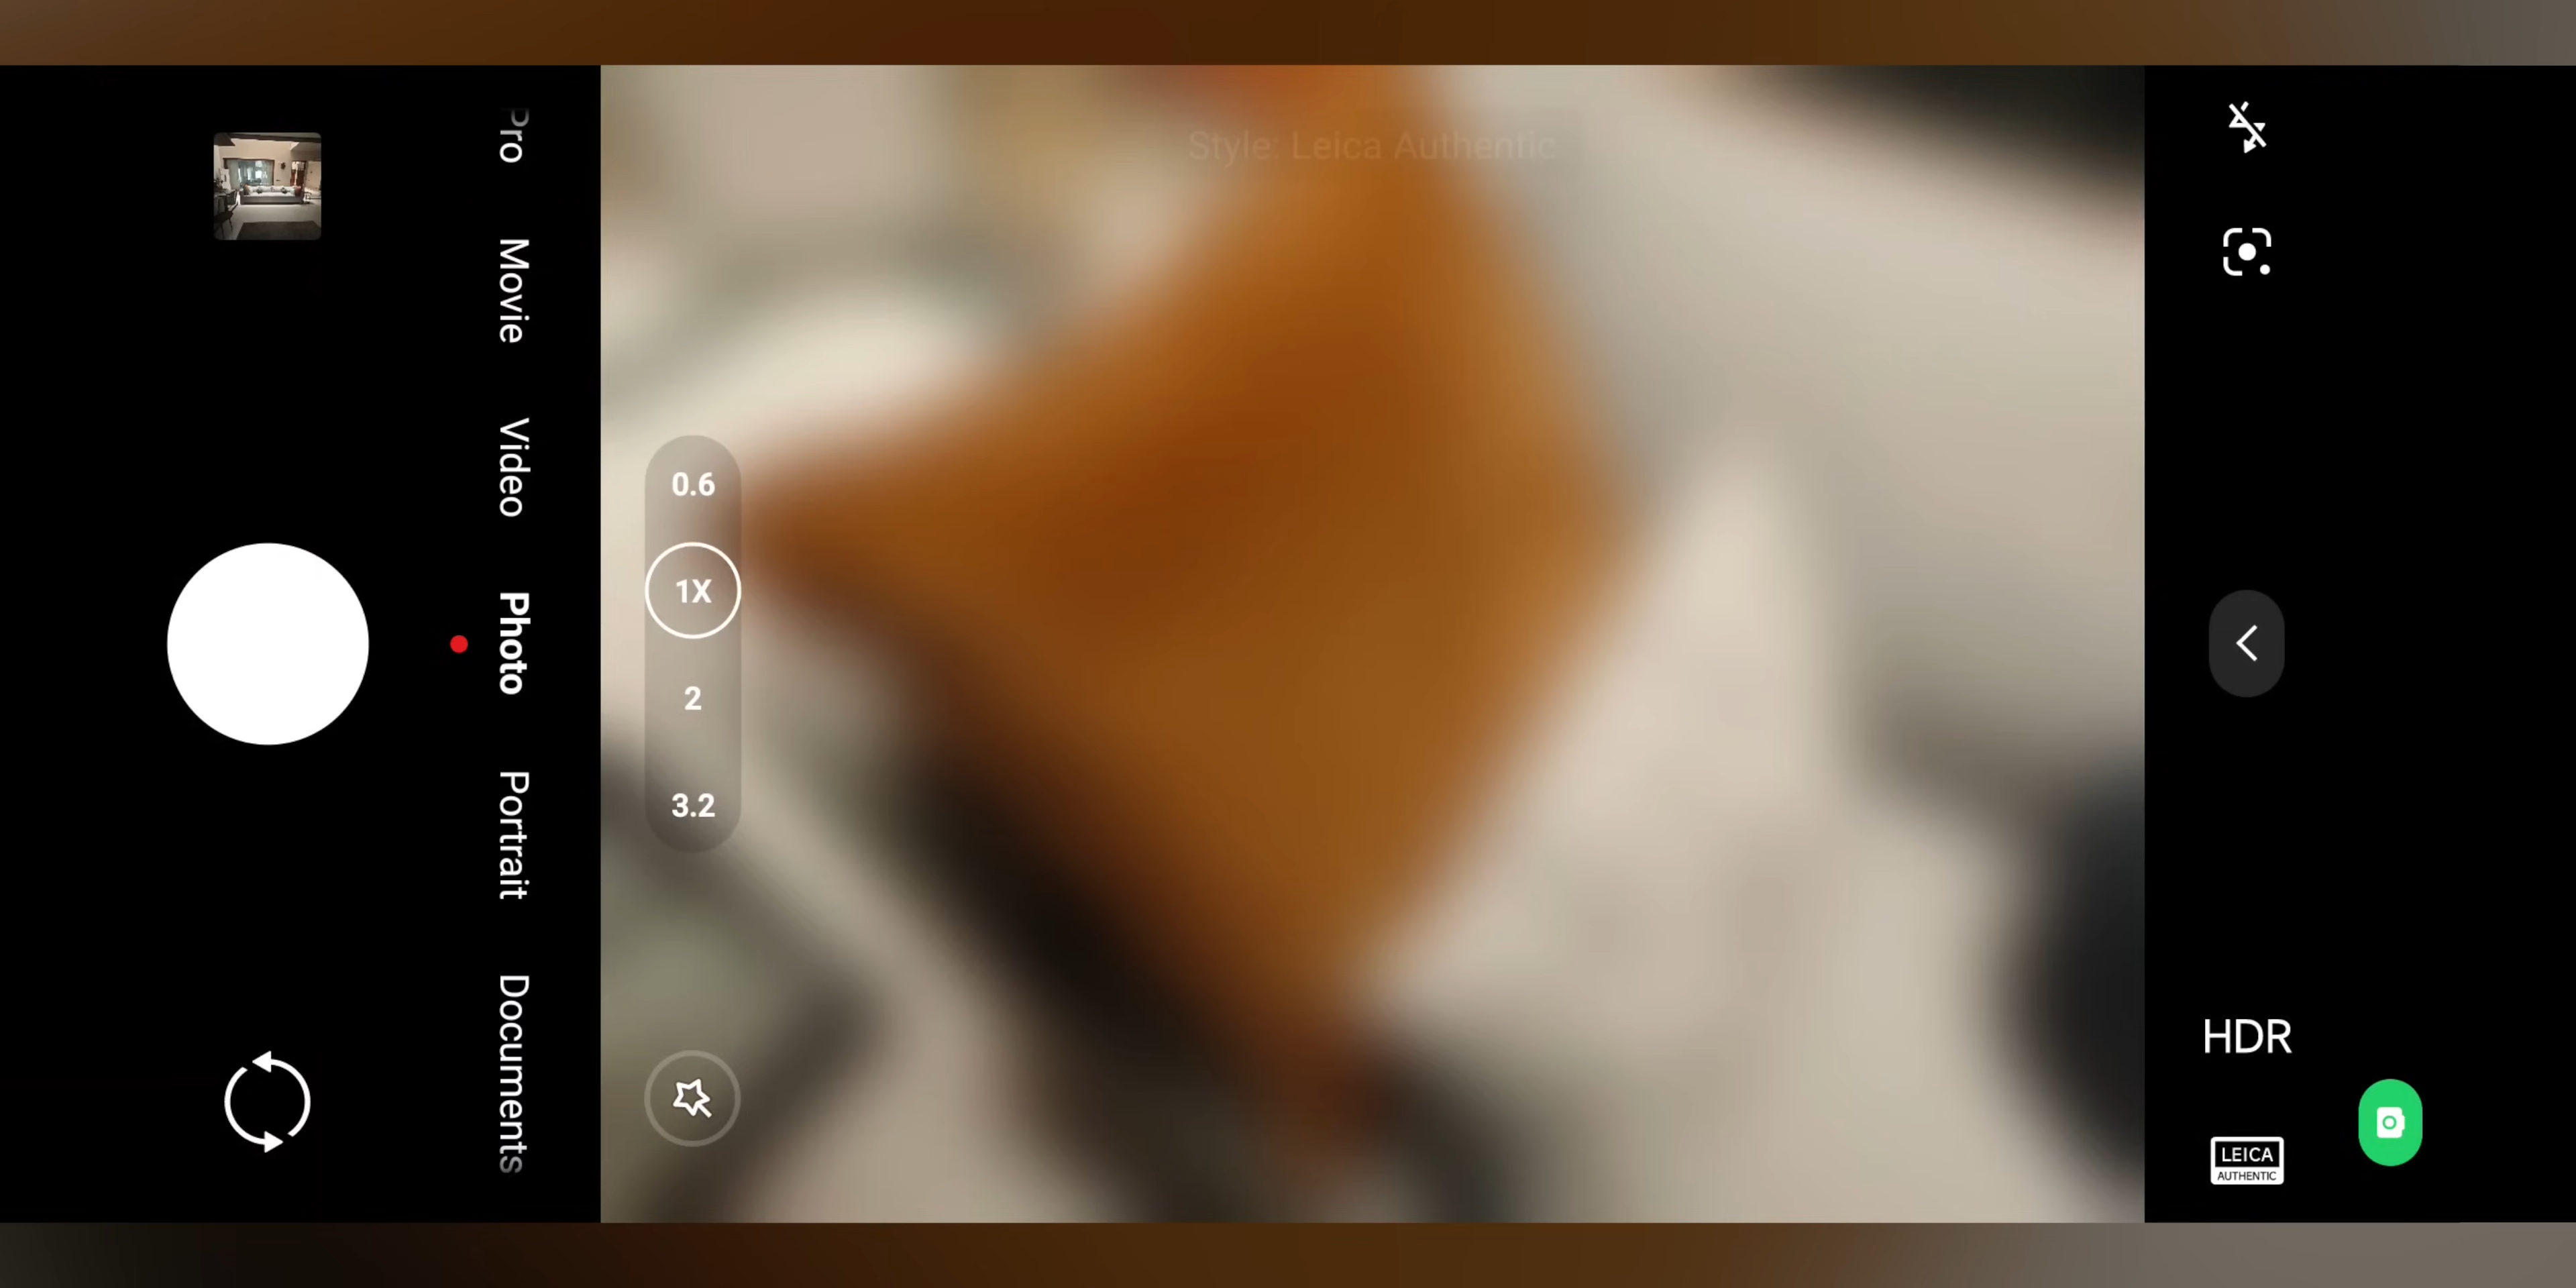 Style: Leica Authentic
Pro
Movie
Video
Photo
Portrait
Documents
0.6
1X
2
3.2
HDR
LEICA
AUTHENTIC